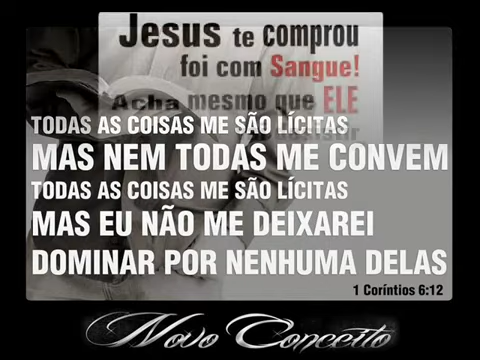 Jesus te comprou
foi com Sangue!
Acha mesmo que ELE
TODAS AS COISAS ME SÃO LÍCITAS
MAS NEM TODAS ME CONVEM
TODAS AS COISAS ME SÃO LÍCITAS
MAS EU NÃO ME DEIXAREI
DOMINAR POR NENHUMA DELAS
1 Coríntios 6:12
Novo Conceito